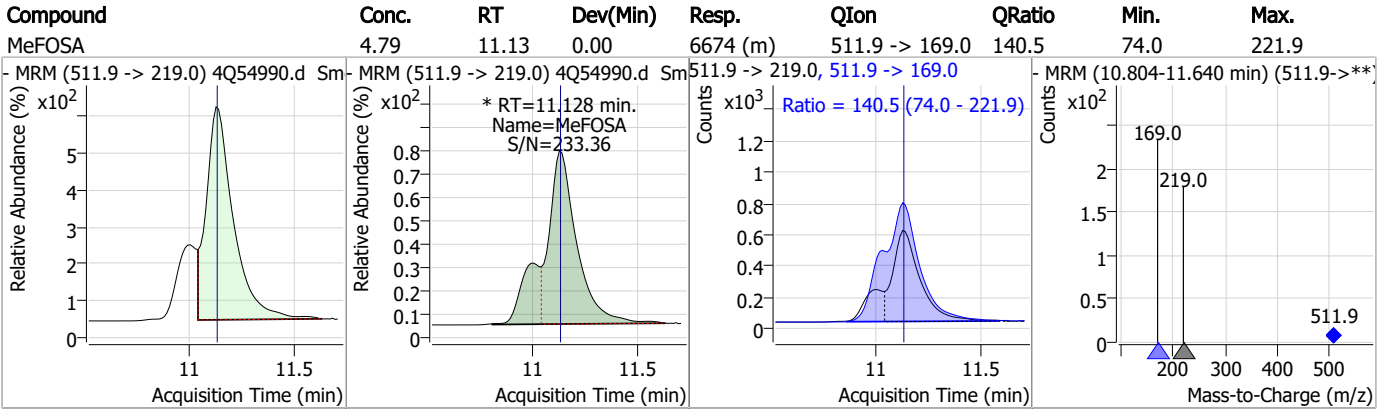 Compound Conc. RT Dev(Min) Resp. QIon QRatio Min. Max.
MeFOSA 4.79 11.13 0.00 6674 (m) 511.9 -> 169.0 140.5 74.0 221.9
- MRM (511.9 -> 219.0) 4Q54990.d Sm
x10²
Relative Abundance (%)
5
4
3
2
1
0
11 11.5
Acquisition Time (min)
- MRM (511.9 -> 219.0) 4Q54990.d Sm
x10²
* RT=11.128 min.
Name=MeFOSA
S/N=233.36
Relative Abundance (%)
0.8
0.7
0.6
0.5
0.4
0.3
0.2
0.1
0
11 11.5
Acquisition Time (min)
511.9 -> 219.0, 511.9 -> 169.0
x10³
Ratio = 140.5 (74.0 - 221.9)
Counts
1.2
1
0.8
0.6
0.4
0.2
0
11 11.5
Acquisition Time (min)
- MRM (10.804-11.640 min) (511.9->**)
x10²
Counts
169.0
219.0
511.9
2
1.5
1
0.5
0
200 300 400 500
Mass-to-Charge (m/z)